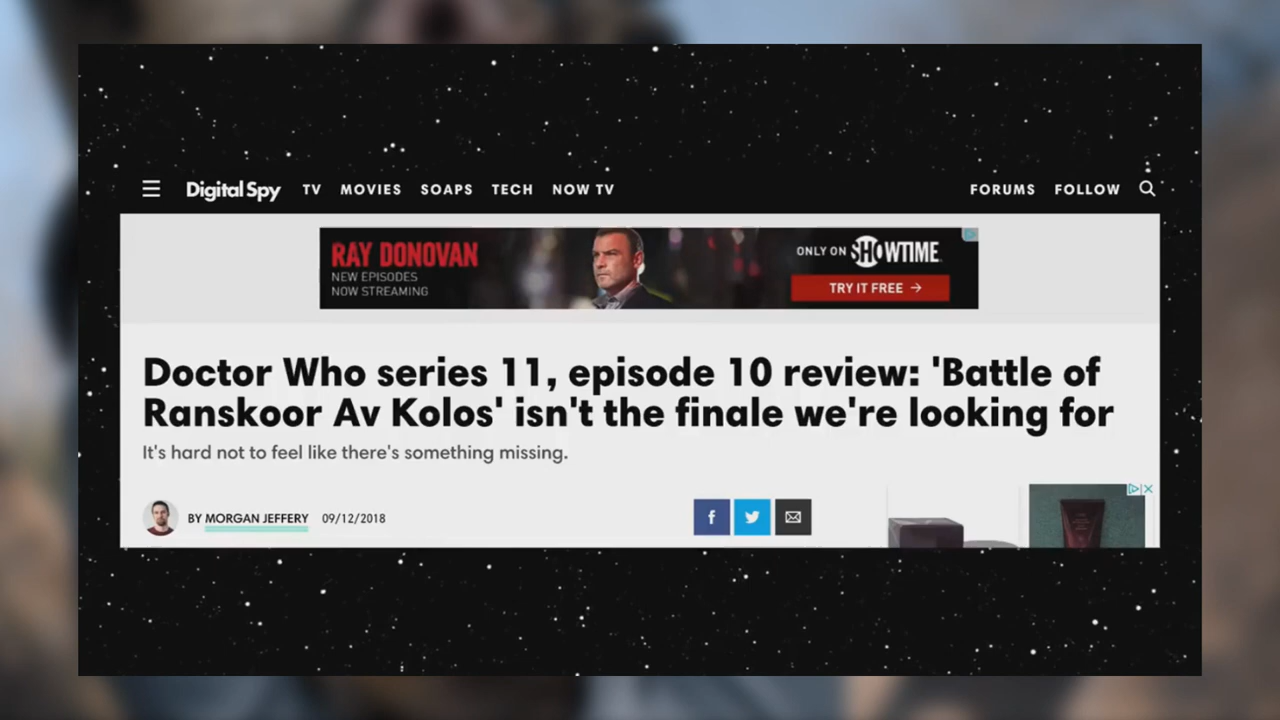 Digital Spy TV MOVIES SOAPS TECH NOW TV FORUMS FOLLOW
RAY DONOVAN
NEW EPISODES
NOW STREAMING
ONLY ON SHOWTIME
TRY IT FREE →
Doctor Who series 11, episode 10 review: 'Battle of
Ranskoor Av Kolos' isn't the finale we're looking for
It's hard not to feel like there's something missing.
BY MORGAN JEFFERY 09/12/2018